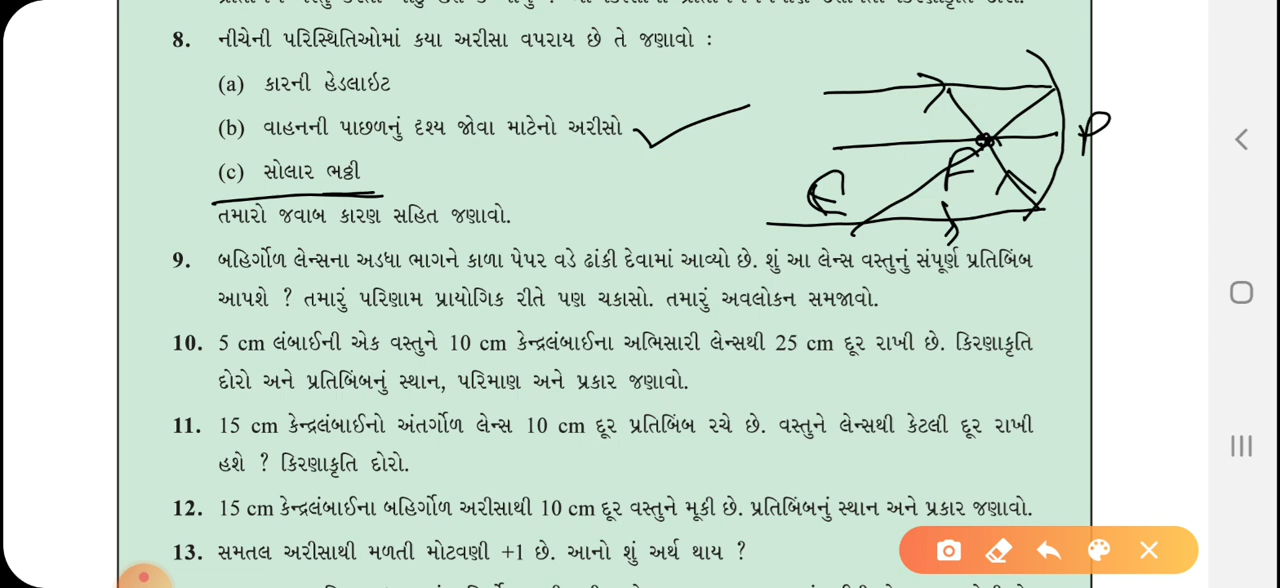 8. નીચેની પરિસ્થિતિઓમાં કયા અરીસા વપરાય છે તે જણાવો :
(a) કારની હેડલાઇટ
(b) વાહનની પાછળનું દૃશ્ય જોવા માટેનો અરીસો
P
(c) સોલાર ભઠ્ઠી
F
C
તમારો જવાબ કારણ સહિત જણાવો.
9. બહિર્ગોળ લેન્સના અડધા ભાગને કાળા પેપર વડે ઢાંકી દેવામાં આવ્યો છે. શું આ લેન્સ વસ્તુનું સંપૂર્ણ પ્રતિબિંબ
આપશે ? તમારું પરિણામ પ્રાયોગિક રીતે પણ ચકાસો. તમારું અવલોકન સમજાવો.
10. 5 cm લંબાઈની એક વસ્તુને 10 cm કેન્દ્રલંબાઈના અભિસારી લેન્સથી 25 cm દૂર રાખી છે. કિરણાકૃતિ
દોરો અને પ્રતિબિંબનું સ્થાન, પરિમાણ અને પ્રકાર જણાવો.
11. 15 cm કેન્દ્રલંબાઈનો અંતર્ગોળ લેન્સ 10 cm દૂર પ્રતિબિંબ રચે છે. વસ્તુને લેન્સથી કેટલી દૂર રાખી
હશે ? કિરણાકૃતિ દોરો.
12. 15 cm કેન્દ્રલંબાઈના બહિર્ગોળ અરીસાથી 10 cm દૂર વસ્તુને મૂકી છે. પ્રતિબિંબનું સ્થાન અને પ્રકાર જણાવો.
13. સમતલ અરીસાથી મળતી મોટવણી +1 છે. આનો શું અર્થ થાય ?